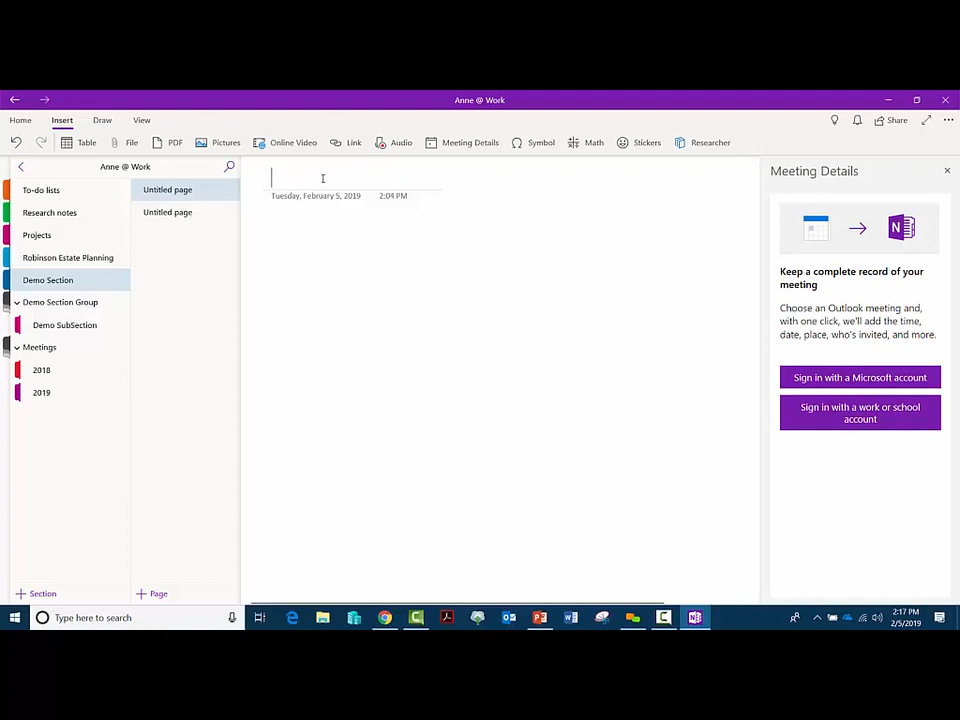 Anne @ Work
Home Insert Draw View
Share
Table File PDF Pictures Online Video Link Audio Meeting Details Symbol Math Stickers Researcher
Anne @ Work
To-do lists
Research notes
Projects
Robinson Estate Planning
Demo Section
Demo Section Group
Demo SubSection
Meetings
2018
2019
Section
Untitled page
Untitled page
Page
Tuesday, February 5, 2019 2:04 PM
Meeting Details
N
Keep a complete record of your
meeting
Choose an Outlook meeting and,
with one click, we'll add the time,
date, place, who's invited, and more.
Sign in with a Microsoft account
Sign in with a work or school
account
Type here to search
2:17 PM
2/5/2019